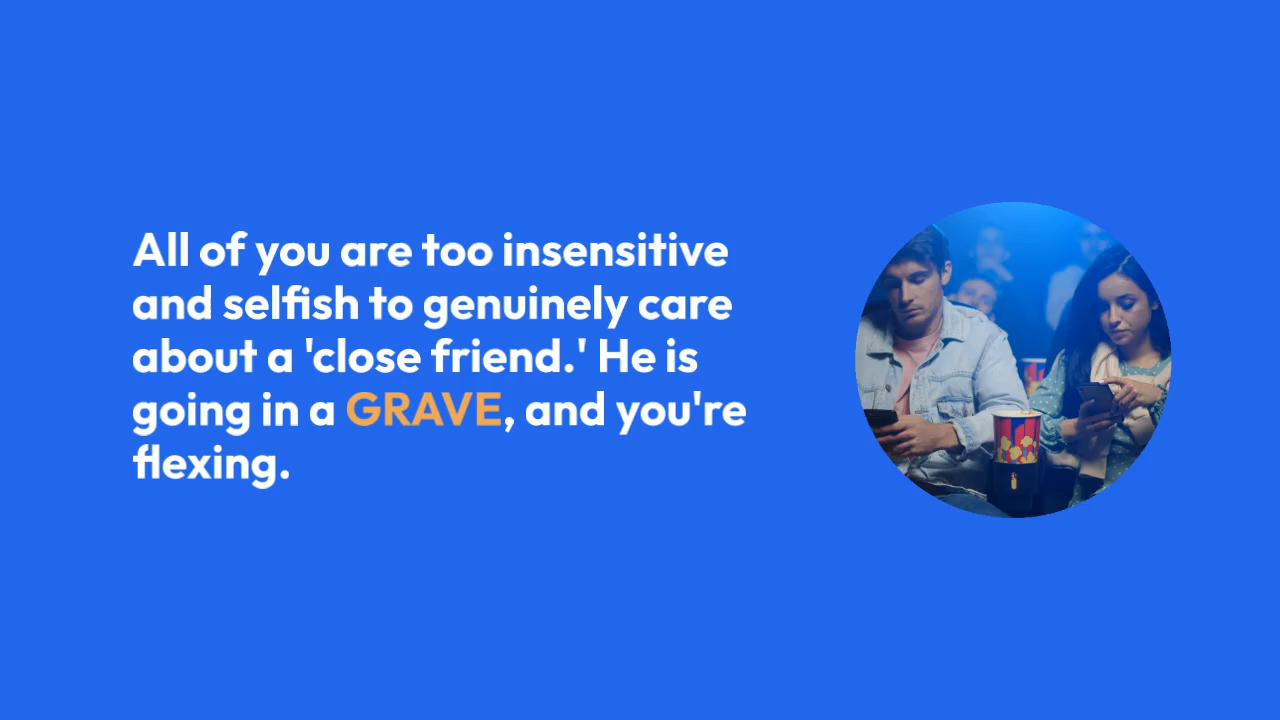 All of you are too insensitive
and selfish to genuinely care
about a 'close friend.' He is
going in a GRAVE, and you're
flexing.